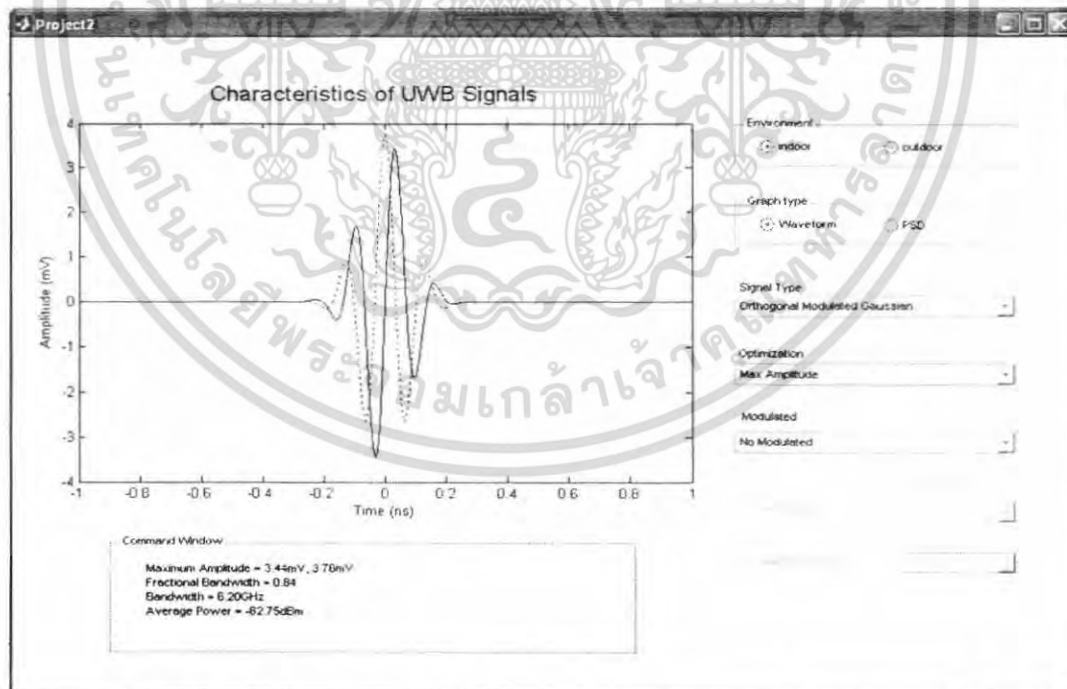 Project2
Characteristics of UWB Signals
Amplitude (mV)
4
3
2
1
0
-1
-2
-3
-4
-1
-0.8
-0.6
-0.4
-0.2
0
0.2
0.4
0.6
0.8
1
Time (ns)
Environment
indoor
outdoor
Graph type
Waveform
PSD
Signal Type
Orthogonal Modulated Gaussian
Optimization
Max Amplitude
Modulated
No Modulated
Command Window
Maximum Amplitude = 3.44mV, 3.78mV
Fractional Bandwidth = 0.84
Bandwidth = 6.20GHz
Average Power = -62.75dBm